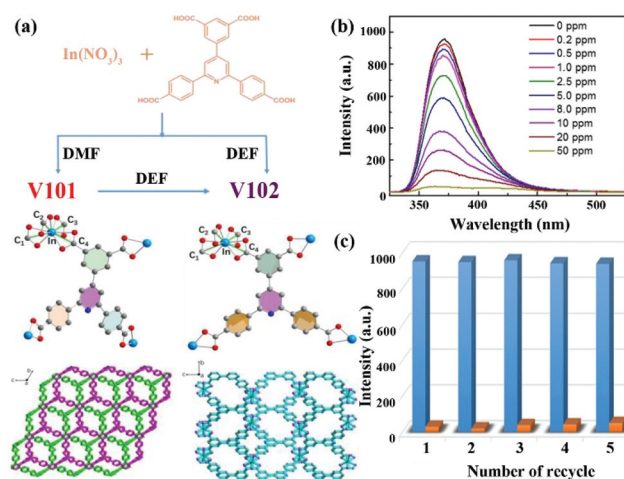 (a)
In(NO₃)₃ +
HOOC
COOH
N
HOOC
COOH
DMF
DEF
V101
DEF
V102
C₂
C₃
In
C₄
C₁
C₂
C₃
In
C₄
C₁
(b)
Intensity (a.u.)
1000
800
600
400
200
0
0 ppm
0.2 ppm
0.5 ppm
1.0 ppm
2.5 ppm
5.0 ppm
8.0 ppm
10 ppm
20 ppm
50 ppm
350 400 450 500
Wavelength (nm)
(c)
Intensity (a.u.)
1000
800
600
400
200
0
1 2 3 4 5
Number of recycle